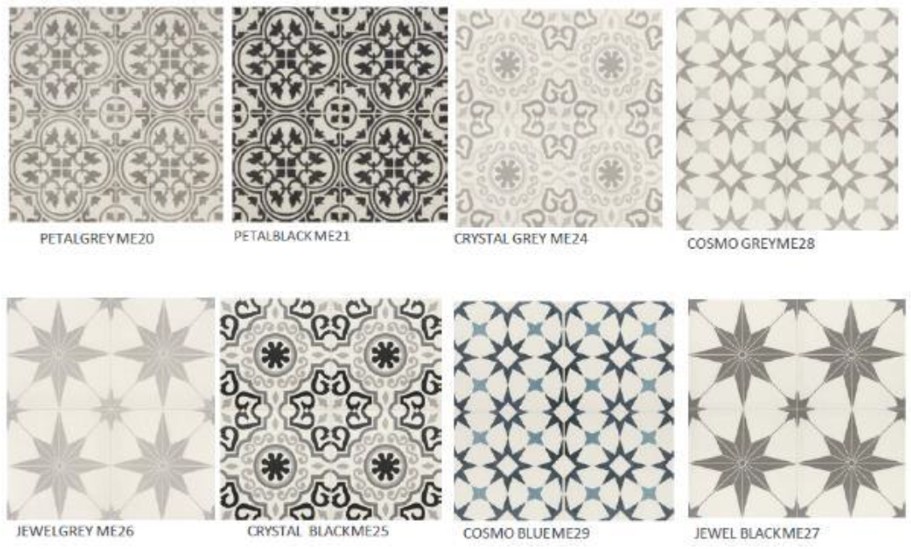 PETALGREY ME20
PETALBLACK ME21
CRYSTAL GREY ME24
COSMO GREYME28
JEWELGREY ME26
CRYSTAL BLACKME25
COSMO BLUEME29
JEWEL BLACKME27